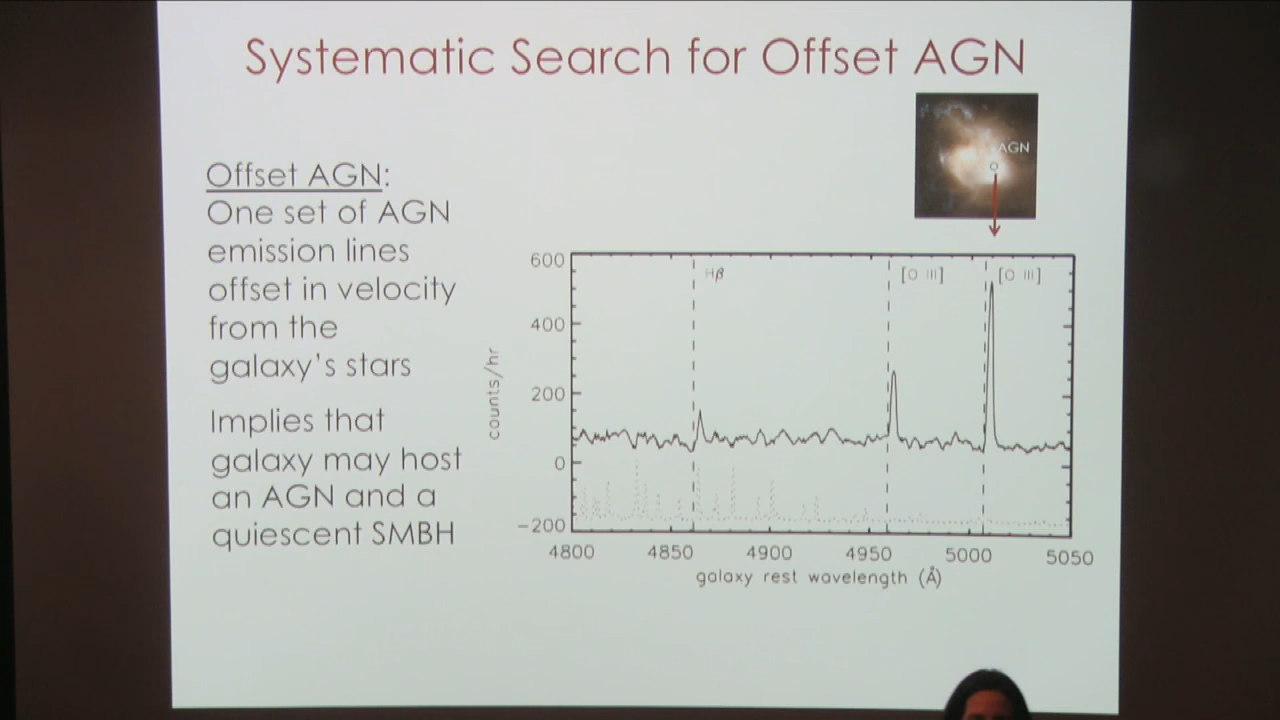 Systematic Search for Offset AGN
AGN
Offset AGN:
One set of AGN
emission lines
offset in velocity
from the
galaxy's stars
Implies that
galaxy may host
an AGN and a
quiescent SMBH
600
400
200
0
-200
counts/hr
Hβ
[O III]
[O III]
4800
4850
4900
4950
5000
5050
galaxy rest wavelength (Å)